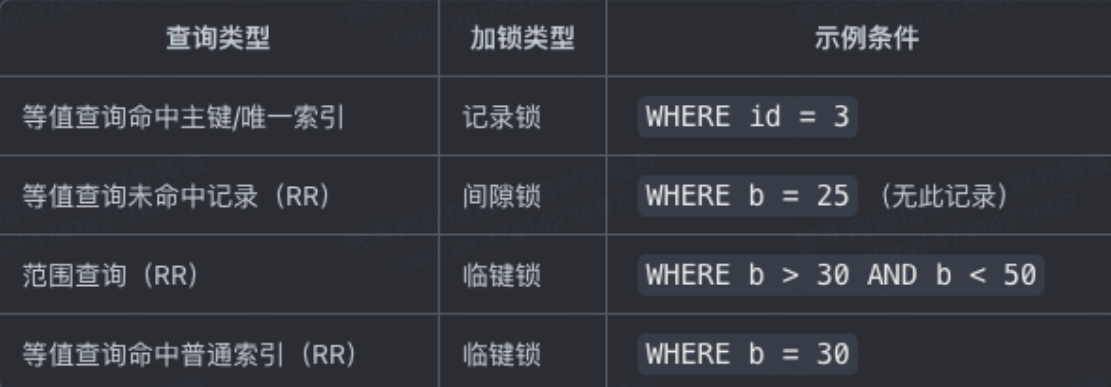 查询类型 加锁类型 示例条件
等值查询命中主键/唯一索引 记录锁 WHERE id = 3
等值查询未命中记录（RR） 间隙锁 WHERE b = 25 （无此记录）
范围查询（RR） 临键锁 WHERE b > 30 AND b < 50
等值查询命中普通索引（RR） 临键锁 WHERE b = 30